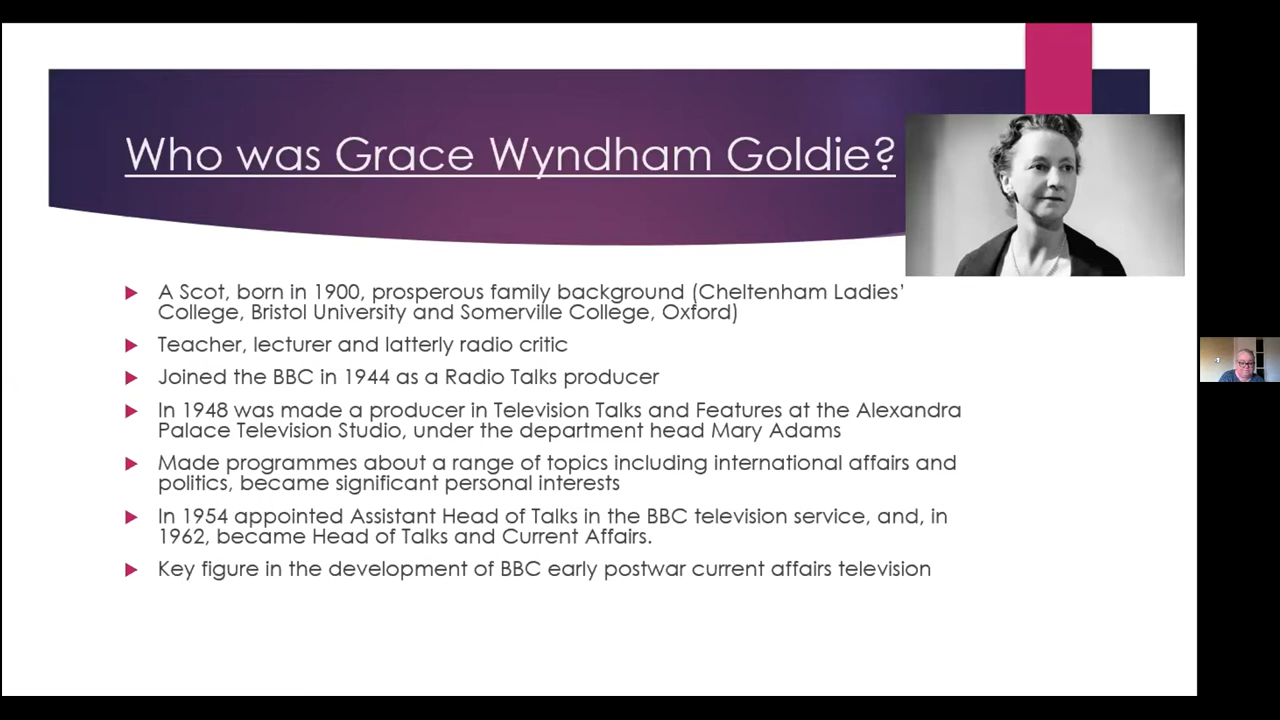 Who was Grace Wyndham Goldie?
A Scot, born in 1900, prosperous family background (Cheltenham Ladies’
College, Bristol University and Somerville College, Oxford)
Teacher, lecturer and latterly radio critic
Joined the BBC in 1944 as a Radio Talks producer
In 1948 was made a producer in Television Talks and Features at the Alexandra
Palace Television Studio, under the department head Mary Adams
Made programmes about a range of topics including international affairs and
politics, became significant personal interests
In 1954 appointed Assistant Head of Talks in the BBC television service, and, in
1962, became Head of Talks and Current Affairs.
Key figure in the development of BBC early postwar current affairs television